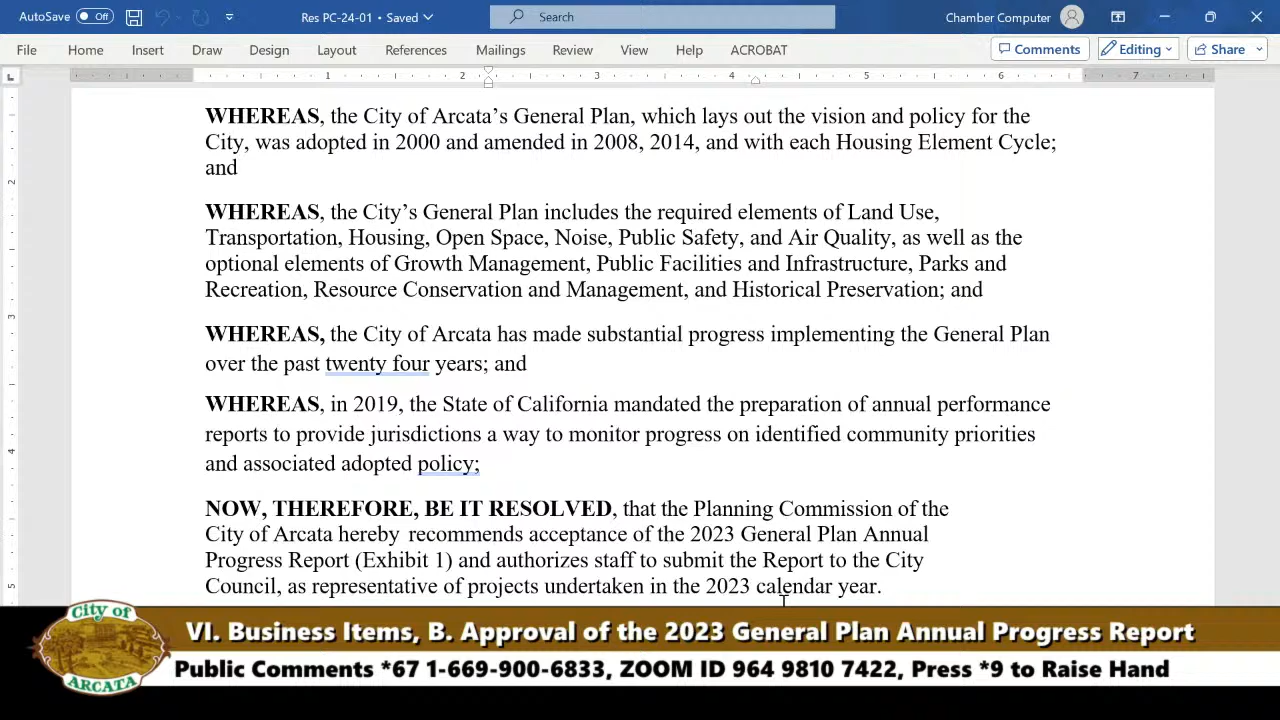 AutoSave Off Res PC-24-01 • Saved Search Chamber Computer
File Home Insert Draw Design Layout References Mailings Review View Help ACROBAT Comments Editing Share
1 2 3 4 5 6 7
WHEREAS, the City of Arcata’s General Plan, which lays out the vision and policy for the
City, was adopted in 2000 and amended in 2008, 2014, and with each Housing Element Cycle;
and
2
WHEREAS, the City’s General Plan includes the required elements of Land Use,
Transportation, Housing, Open Space, Noise, Public Safety, and Air Quality, as well as the
optional elements of Growth Management, Public Facilities and Infrastructure, Parks and
Recreation, Resource Conservation and Management, and Historical Preservation; and
3
WHEREAS, the City of Arcata has made substantial progress implementing the General Plan
over the past twenty four years; and
WHEREAS, in 2019, the State of California mandated the preparation of annual performance
reports to provide jurisdictions a way to monitor progress on identified community priorities
4
and associated adopted policy;
NOW, THEREFORE, BE IT RESOLVED, that the Planning Commission of the
City of Arcata hereby recommends acceptance of the 2023 General Plan Annual
Progress Report (Exhibit 1) and authorizes staff to submit the Report to the City
5
Council, as representative of projects undertaken in the 2023 calendar year.
City of
ARCATA
VI. Business Items, B. Approval of the 2023 General Plan Annual Progress Report
Public Comments *67 1-669-900-6833, ZOOM ID 964 9810 7422, Press *9 to Raise Hand